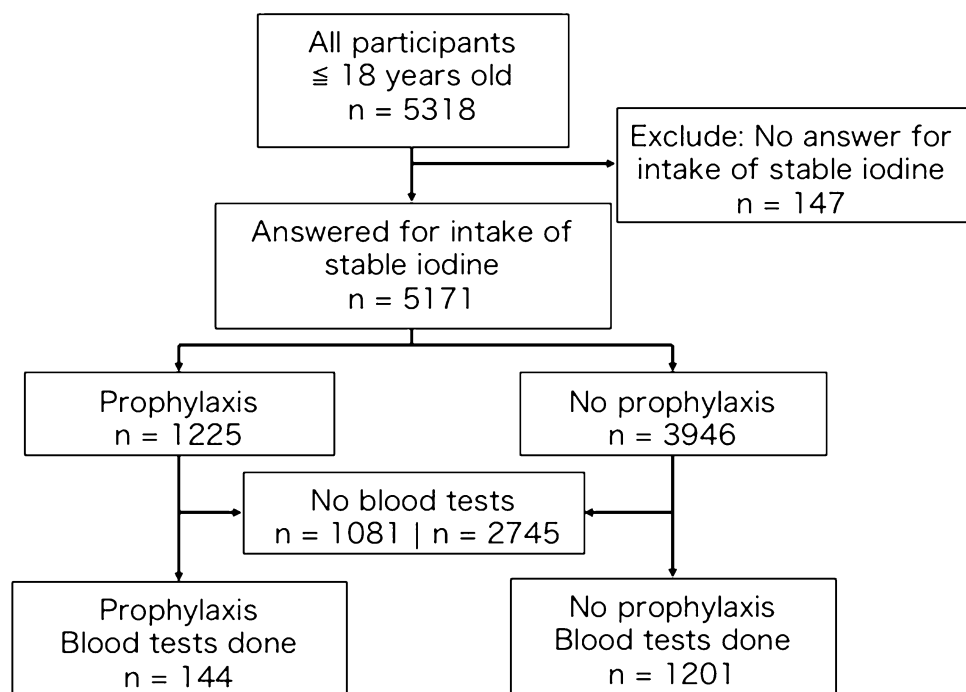 All participants
≦ 18 years old
n = 5318
Exclude: No answer for
intake of stable iodine
n = 147
Answered for intake of
stable iodine
n = 5171
Prophylaxis
n = 1225
No prophylaxis
n = 3946
No blood tests
n = 1081 | n = 2745
Prophylaxis
Blood tests done
n = 144
No prophylaxis
Blood tests done
n = 1201